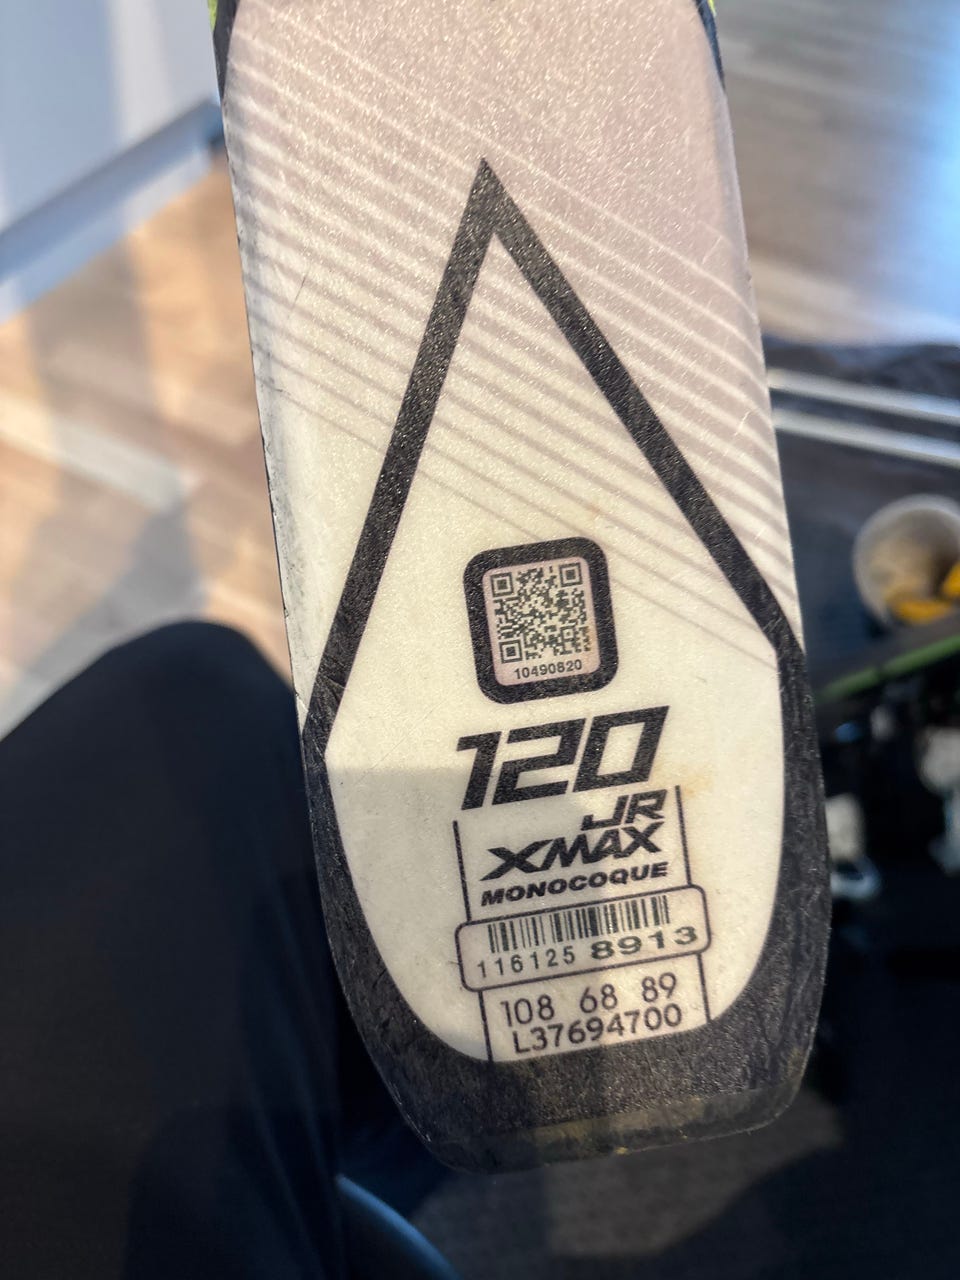 10490820
120
JR
XMAX
MONOCOQUE
116125 8913
108 68 89
L37694700